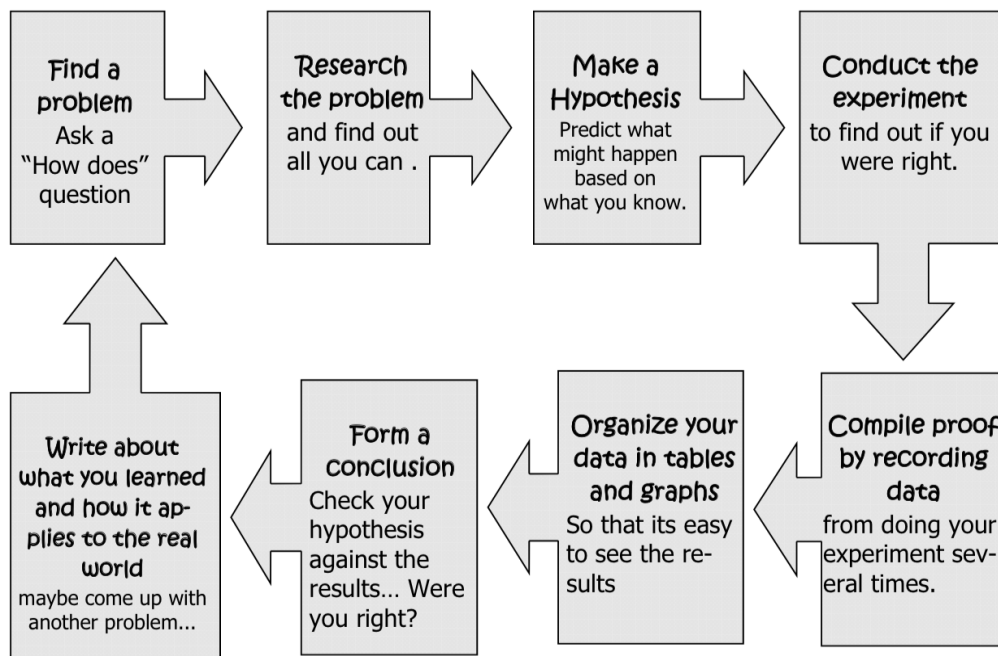 Find a
problem
Ask a
“How does”
question
Research
the problem
and find out
all you can .
Make a
Hypothesis
Predict what
might happen
based on
what you know.
Conduct the
experiment
to find out if you
were right.
Compile proof
by recording
data
from doing your
experiment sev-
eral times.
Organize your
data in tables
and graphs
So that its easy
to see the re-
sults
Form a
conclusion
Check your
hypothesis
against the
results... Were
you right?
Write about
what you learned
and how it ap-
plies to the real
world
maybe come up with
another problem...